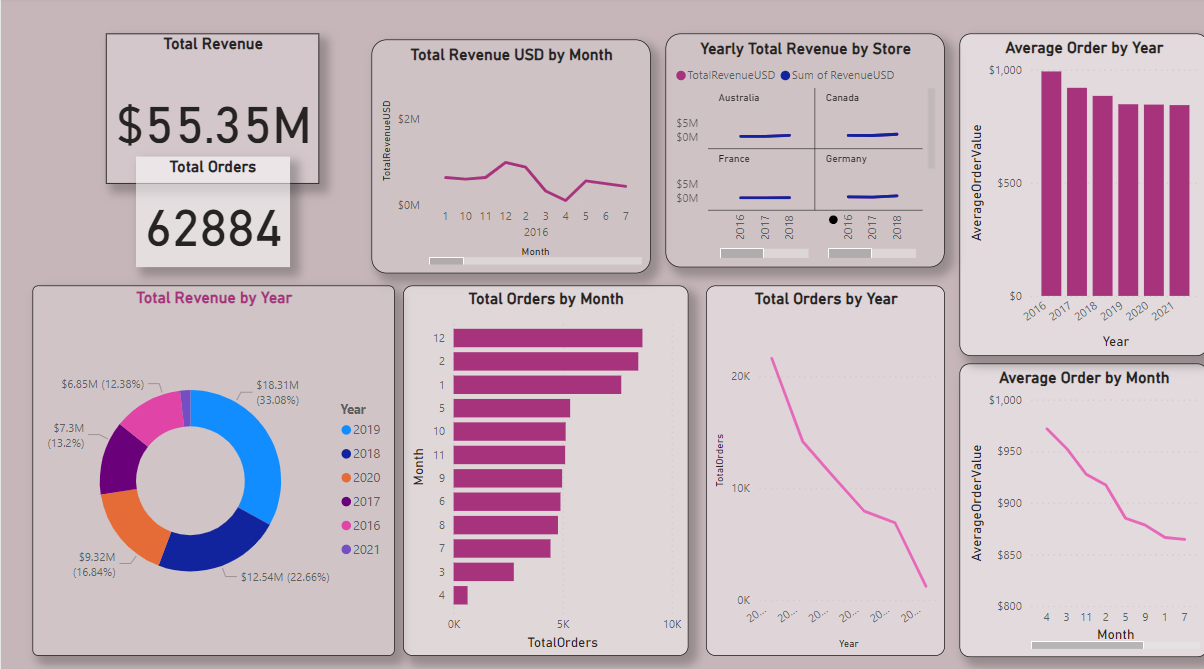 Total Revenue
$55.35M
Total Orders
62884
Total Revenue USD by Month
TotalRevenueUSD
$2M
$0M
1 10 11 12 2 3 4 5 6 7
2016
Month
Yearly Total Revenue by Store
TotalRevenueUSD Sum of RevenueUSD
Australia Canada
$5M
$0M
France Germany
$5M
$0M
2016 2017 2018 2016 2017 2018
Average Order by Year
AverageOrderValue
$1,000
$500
$0
2016 2017 2018 2019 2020 2021
Year
Total Revenue by Year
$6.85M (12.38%)
$18.31M
(33.08%)
$7.3M
(13.2%)
$9.32M
(16.84%)
$12.54M (22.66%)
Year
2019
2018
2020
2017
2016
2021
Total Orders by Month
Month
12
2
1
5
10
11
9
6
8
7
3
4
0K 5K 10K
TotalOrders
Total Orders by Year
TotalOrders
20K
10K
0K
20... 20... 20... 20... 20... 20...
Year
Average Order by Month
AverageOrderValue
$1,000
$950
$900
$850
$800
4 3 11 2 5 9 1 7
Month